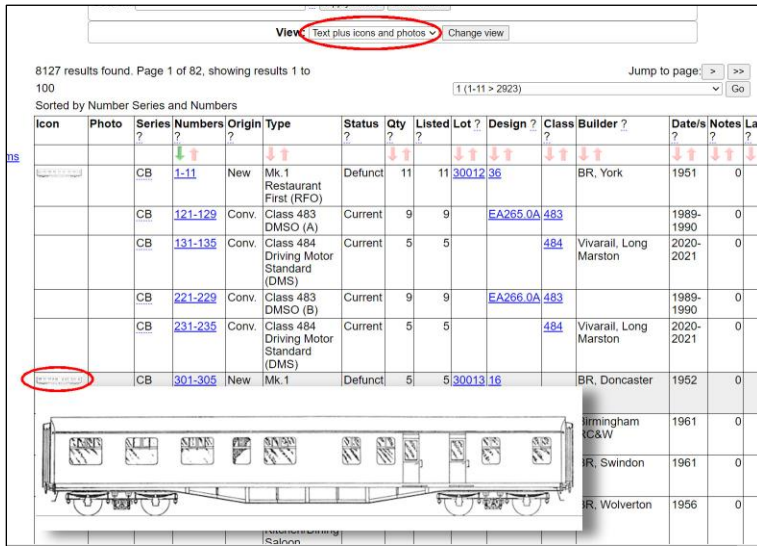 View: Text plus icons and photos Change view
8127 results found. Page 1 of 82, showing results 1 to
100
Jump to page: > >>
1 (1-11 > 2923) Go
Sorted by Number Series and Numbers
ms
Icon Photo Series Numbers Origin Type Status Qty Listed Lot ? Design ? Class Builder ? Date/s Notes La
? ? ? ? ? ? ? ? ? ?
CB 1-11 New Mk.1 Defunct 11 11 30012 36 BR, York 1951 0
Restaurant
First (RFO)
CB 121-129 Conv. Class 483 Current 9 9 EA265.0A 483 1989- 0
DMSO (A) 1990
CB 131-135 Conv. Class 484 Current 5 5 484 Vivarail, Long 2020- 0
Driving Motor Marston 2021
Standard
(DMS)
CB 221-229 Conv. Class 483 Current 9 9 EA266.0A 483 1989- 0
DMSO (B) 1990
CB 231-235 Conv. Class 484 Current 5 5 484 Vivarail, Long 2020- 0
Driving Motor Marston 2021
Standard
(DMS)
CB 301-305 New Mk.1 Defunct 5 5 30013 16 BR, Doncaster 1952 0
Birmingham 1961 0
RC&W
BR, Swindon 1961 0
BR, Wolverton 1956 0
Kitchen/Dining
Saloon